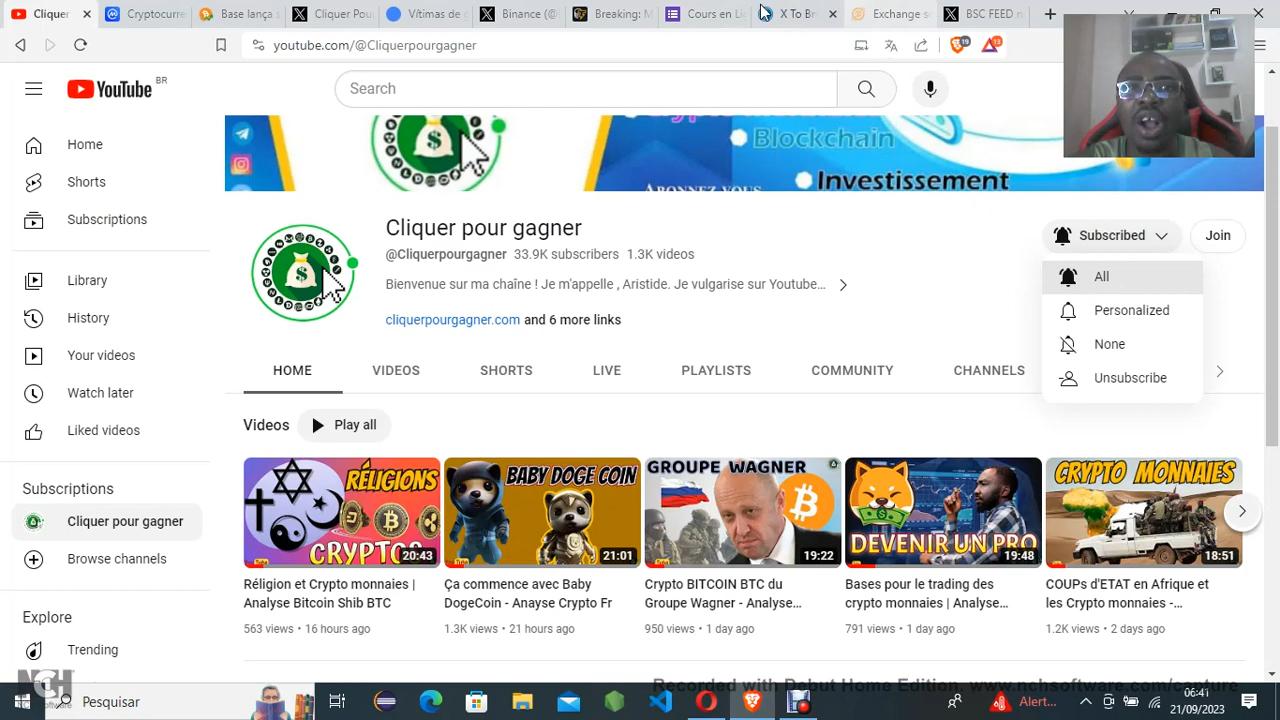 Cliquer
Cryptocurre
Base lança s
Cliquer Pou
Vítimas de g
Binance (@
Breaking: M
Cours en Li
X To B
Exchange s
BSC FEED n
youtube.com/@Cliquerpourgagner
19
13
YouTube BR
Search
Blockchain
Investissement
ABONNEZ VOUS
Home
Shorts
Subscriptions
Library
History
Your videos
Watch later
Liked videos
Subscriptions
Cliquer pour gagner
Browse channels
Explore
Trending
Cliquer pour gagner
@Cliquerpourgagner 33.9K subscribers 1.3K videos
Bienvenue sur ma chaîne ! Je m'appelle , Aristide. Je vulgarise sur Youtube...
cliquerpourgagner.com and 6 more links
Subscribed
Join
All
Personalized
None
Unsubscribe
HOME VIDEOS SHORTS LIVE PLAYLISTS COMMUNITY CHANNELS
Videos Play all
RÉLIGIONS
CRYPTO
20:43
Réligion et Crypto monnaies |
Analyse Bitcoin Shib BTC
563 views • 16 hours ago
BABY DOGE COIN
21:01
Ça commence avec Baby
DogeCoin - Anayse Crypto Fr
1.3K views • 21 hours ago
GROUPE WAGNER
19:22
Crypto BITCOIN BTC du
Groupe Wagner - Analyse...
950 views • 1 day ago
DEVENIR UN PRO
19:48
Bases pour le trading des
crypto monnaies | Analyse...
791 views • 1 day ago
CRYPTO MONNAIES
18:51
COUPs d'ETAT en Afrique et
les Crypto monnaies -...
1.2K views • 2 days ago
Recorded with Debut Home Edition. www.nchsoftware.com/capture
NCH
Software
Pesquisar
Alert...
06:41
21/09/2023